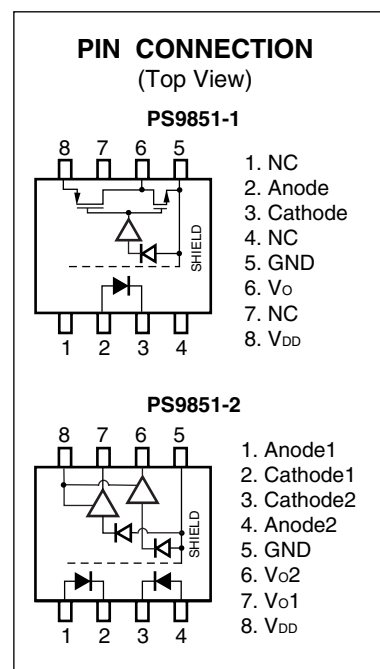 PIN CONNECTION
(Top View)
PS9851-1
8 7 6 5
SHIELD
1 2 3 4
1. NC
2. Anode
3. Cathode
4. NC
5. GND
6. VO
7. NC
8. VDD
PS9851-2
8 7 6 5
SHIELD
1 2 3 4
1. Anode1
2. Cathode1
3. Cathode2
4. Anode2
5. GND
6. VO2
7. VO1
8. VDD